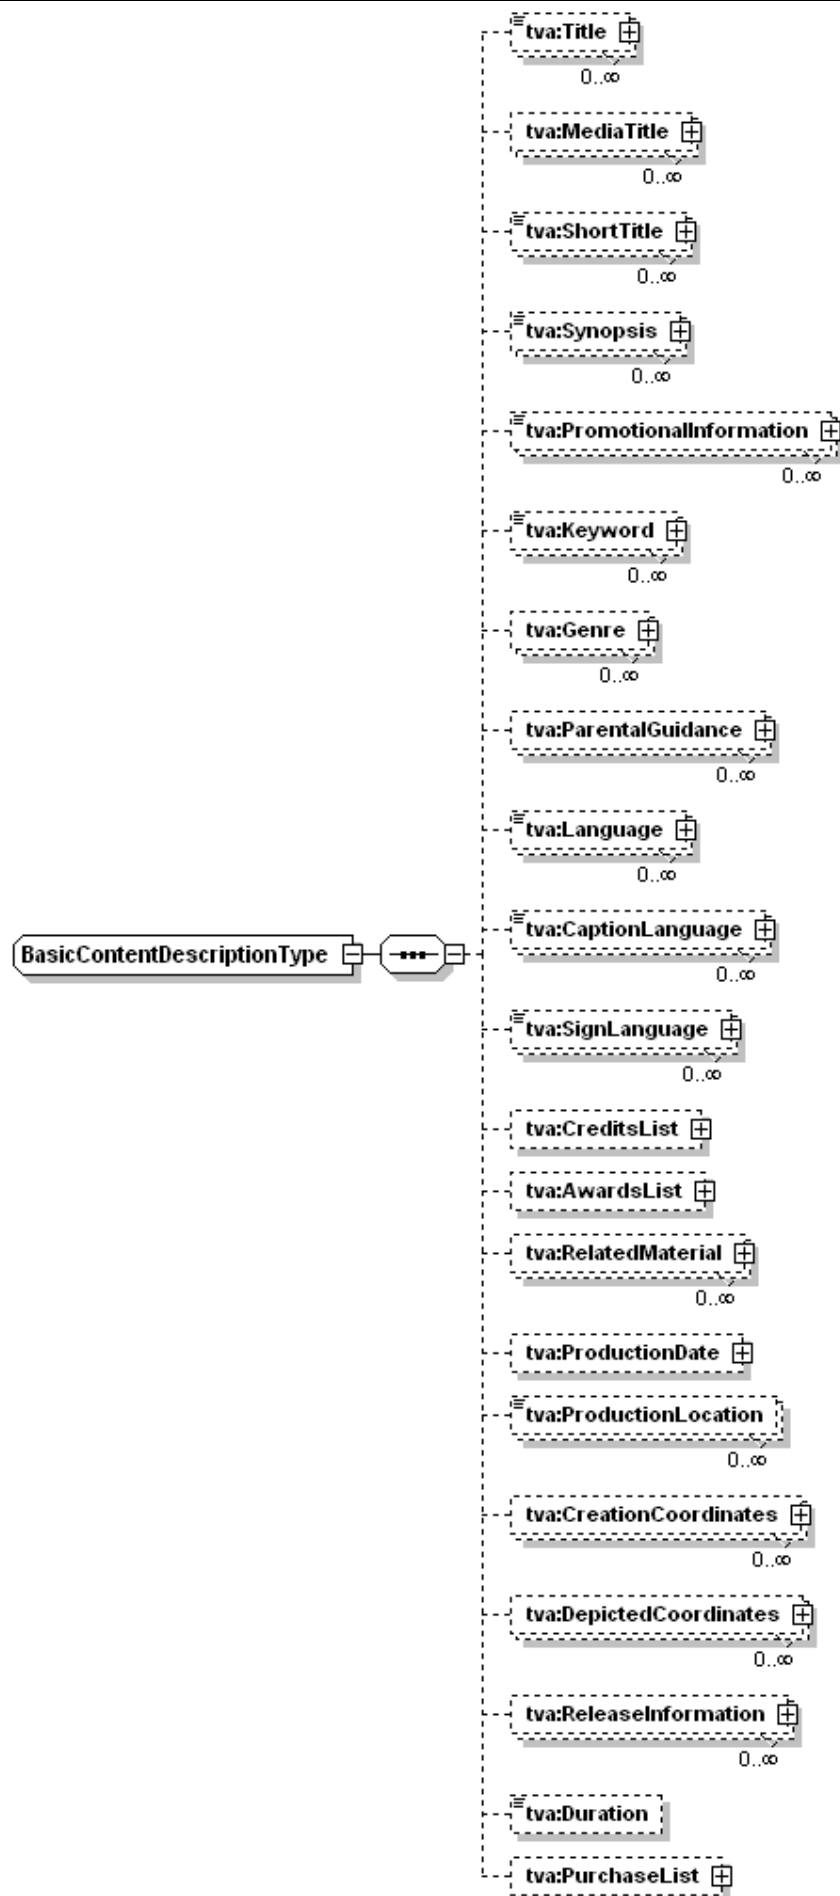 tva:Title
0..∞
tva:MediaTitle
0..∞
tva:ShortTitle
0..∞
tva:Synopsis
0..∞
tva:PromotionalInformation
0..∞
tva:Keyword
0..∞
tva:Genre
0..∞
tva:ParentalGuidance
0..∞
tva:Language
0..∞
tva:CaptionLanguage
0..∞
BasicContentDescriptionType
tva:SignLanguage
0..∞
tva:CreditsList
tva:AwardsList
tva:RelatedMaterial
0..∞
tva:ProductionDate
tva:ProductionLocation
0..∞
tva:CreationCoordinates
0..∞
tva:DepictedCoordinates
0..∞
tva:ReleaseInformation
0..∞
tva:Duration
tva:PurchaseList